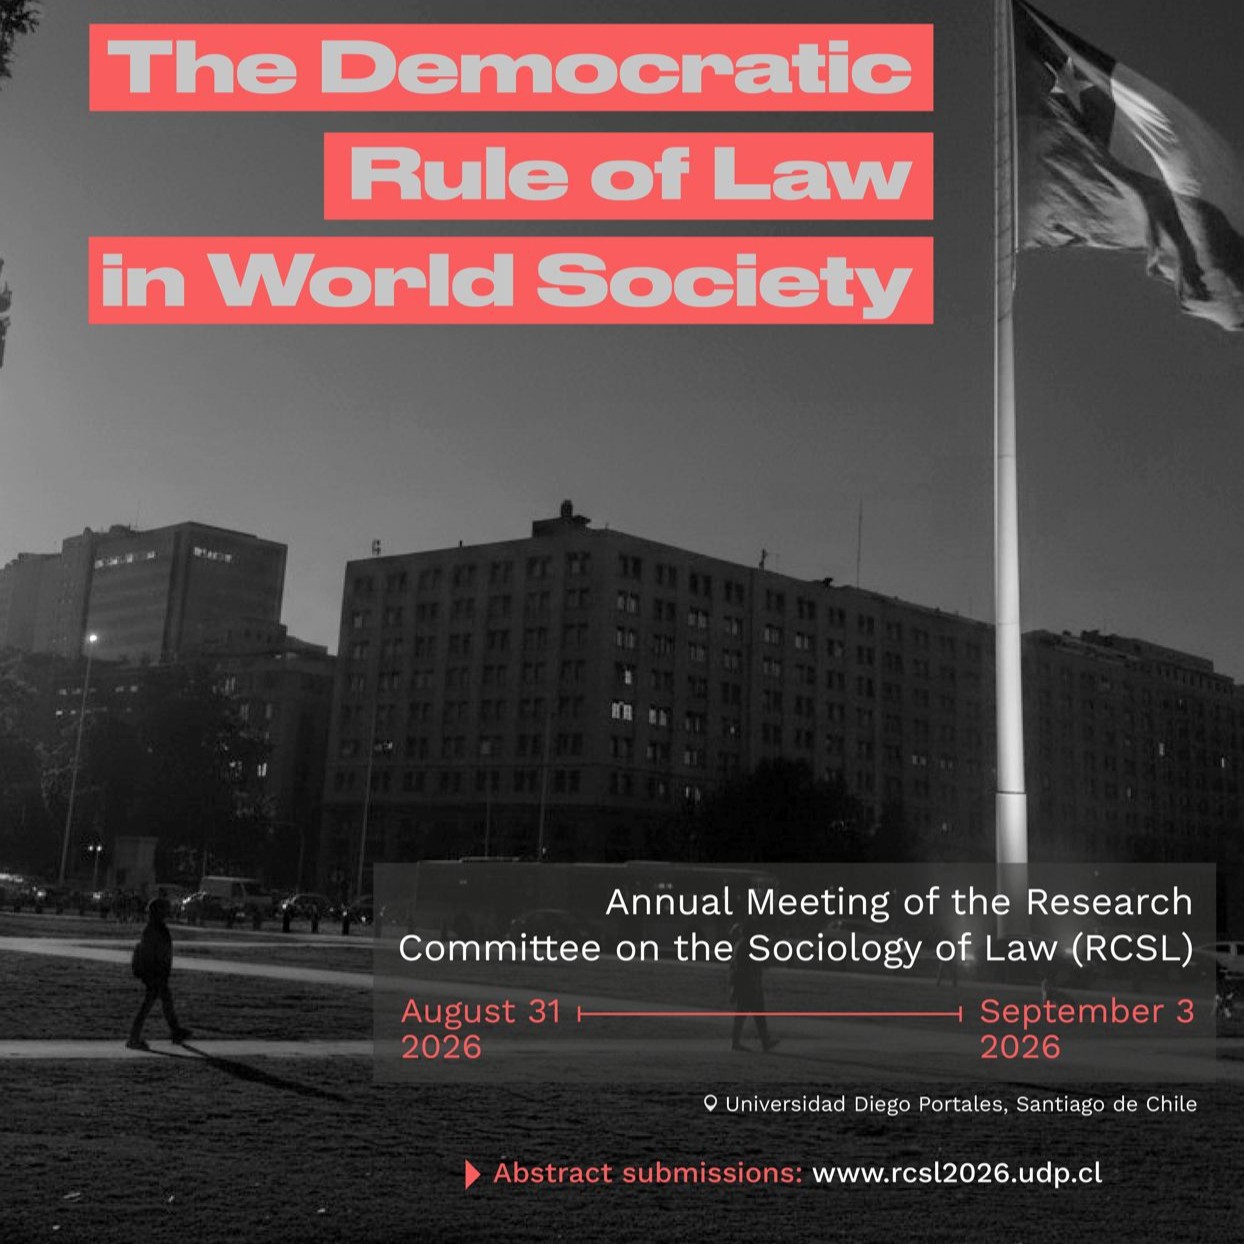 The Democratic
Rule of Law
in World Society
Annual Meeting of the Research
Committee on the Sociology of Law (RCSL)
August 31
2026
September 3
2026
Universidad Diego Portales, Santiago de Chile
Abstract submissions: www.rcsl2026.udp.cl